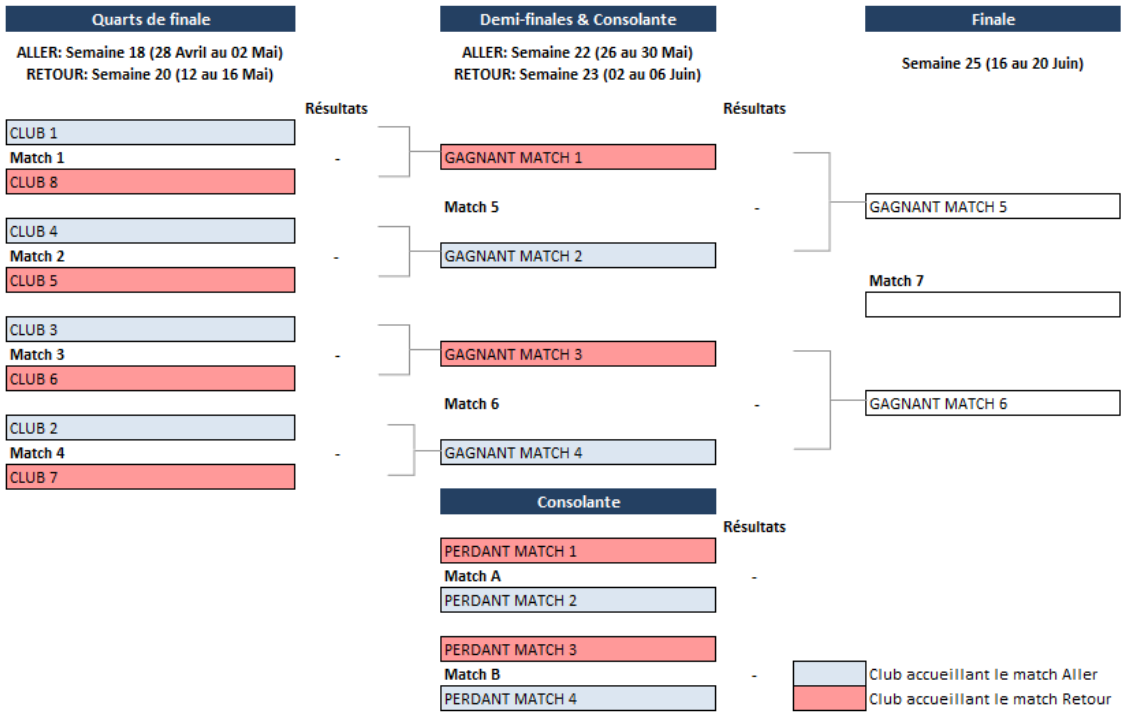 Quarts de finale
ALLER: Semaine 18 (28 Avril au 02 Mai)
RETOUR: Semaine 20 (12 au 16 Mai)
Résultats
CLUB 1
Match 1 -
CLUB 8
CLUB 4
Match 2 -
CLUB 5
CLUB 3
Match 3 -
CLUB 6
CLUB 2
Match 4 -
CLUB 7
Demi-finales & Consolante
ALLER: Semaine 22 (26 au 30 Mai)
RETOUR: Semaine 23 (02 au 06 Juin)
Résultats
GAGNANT MATCH 1
Match 5 -
GAGNANT MATCH 2
GAGNANT MATCH 3
Match 6 -
GAGNANT MATCH 4
Consolante
Résultats
PERDANT MATCH 1
Match A -
PERDANT MATCH 2
PERDANT MATCH 3
Match B -
PERDANT MATCH 4
Finale
Semaine 25 (16 au 20 Juin)
GAGNANT MATCH 5
Match 7
GAGNANT MATCH 6
Club accueillant le match Aller
Club accueillant le match Retour